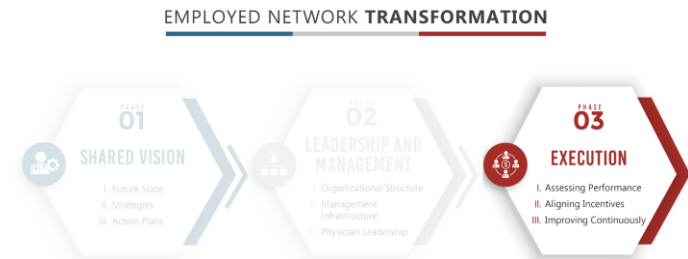 EMPLOYED NETWORK TRANSFORMATION
PHASE
01
SHARED VISION
I. Future State
II. Strategies
III. Action Plans
PHASE
02
LEADERSHIP AND
MANAGEMENT
I. Organizational Structure
II. Management
Infrastructure
III. Physician Leadership
PHASE
03
EXECUTION
I. Assessing Performance
II. Aligning Incentives
III. Improving Continuously